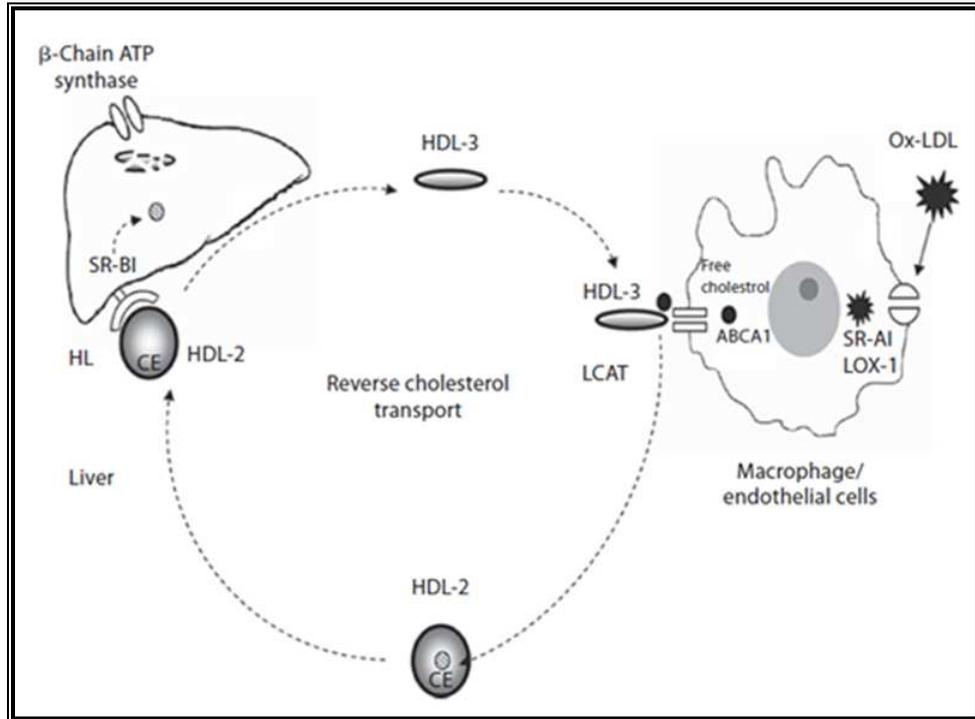 β-Chain ATP
synthase
HDL-3
Ox-LDL
SR-BI
HDL-3
Free
cholestrol
ABCA1
SR-AI
LOX-1
HL
CE
HDL-2
LCAT
Reverse cholesterol
transport
Liver
Macrophage/
endothelial cells
HDL-2
CE